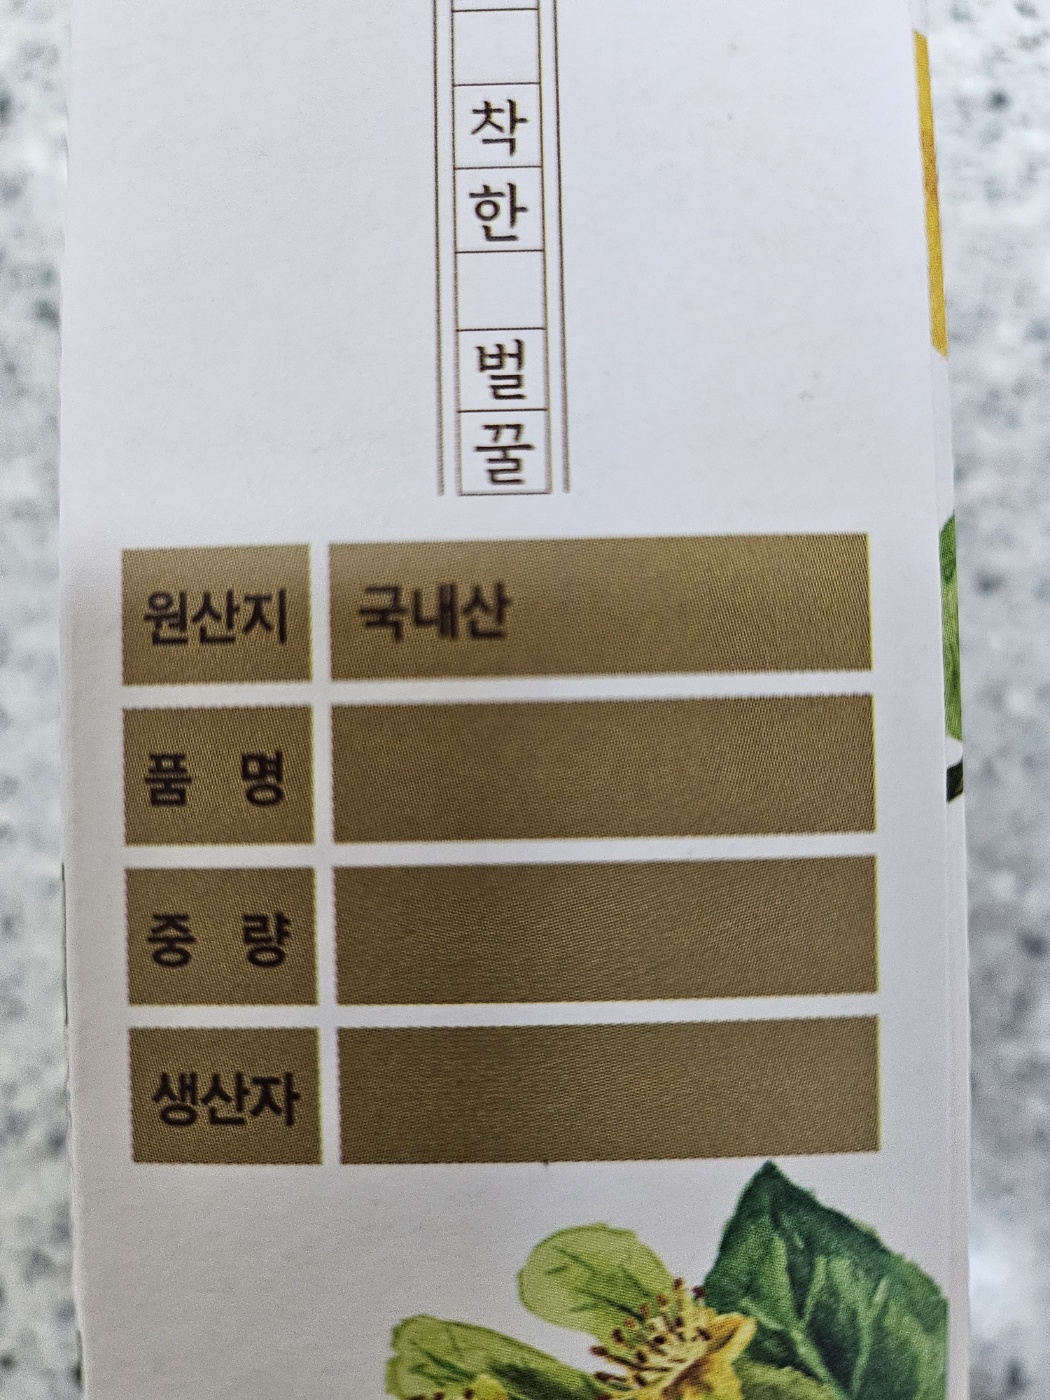 착한 벌꿀
원산지 국내산
품 명
중 량
생산자